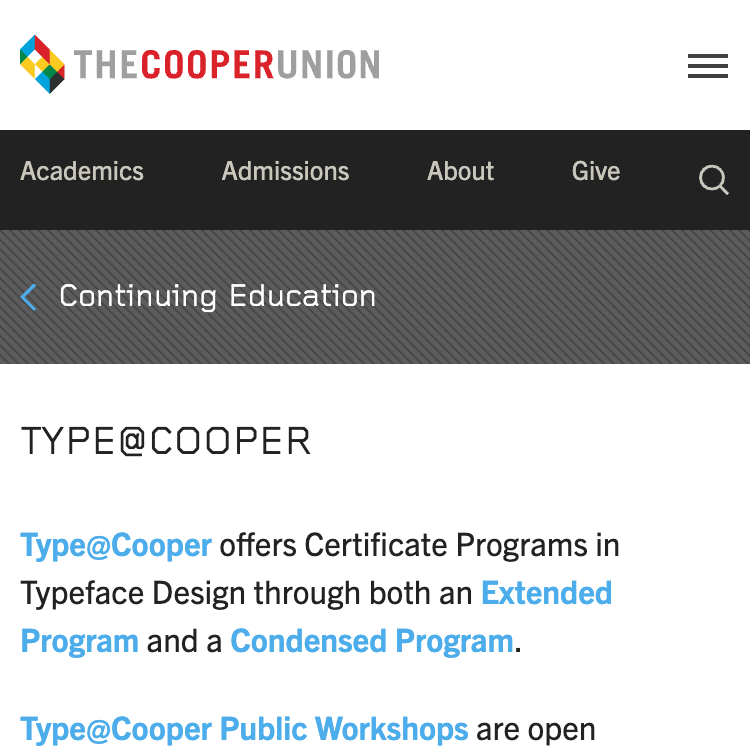 THECOOPERUNION
Academics Admissions About Give
Continuing Education
TYPE@COOPER
Type@Cooper offers Certificate Programs in
Typeface Design through both an Extended
Program and a Condensed Program.
Type@Cooper Public Workshops are open